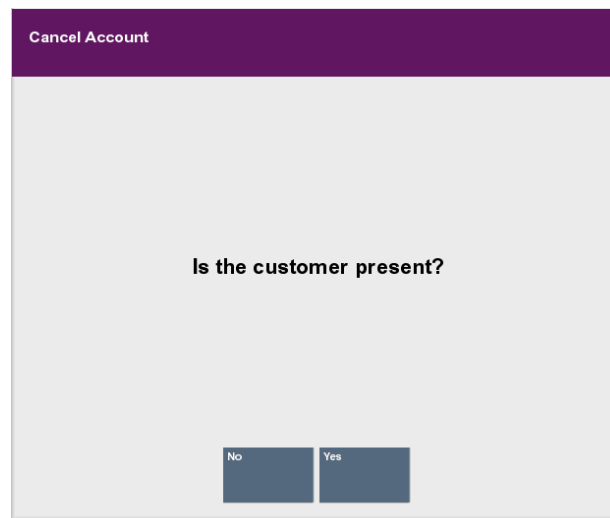 Cancel Account
Is the customer present?
No
Yes